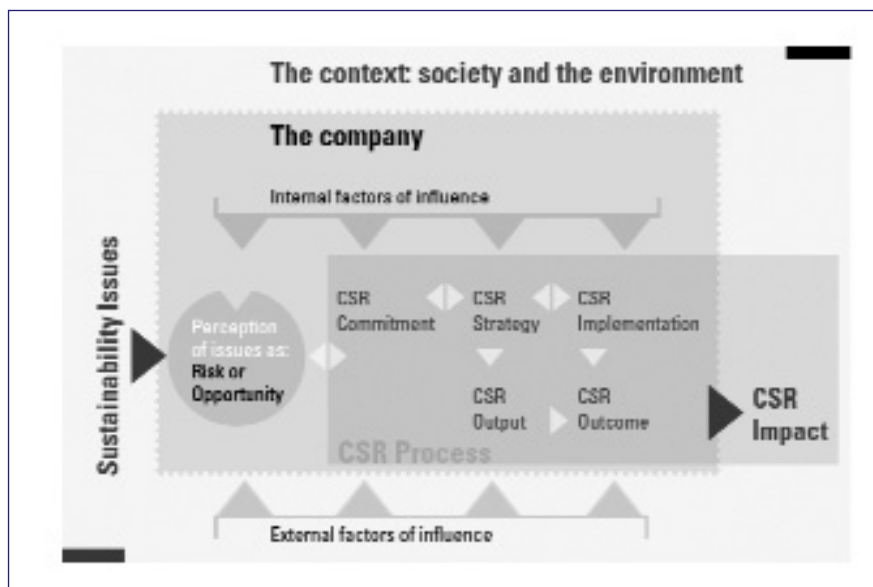 The context: society and the environment
The company
Internal factors of influence
Sustainability Issues
Perception
of issues as:
Risk or
Opportunity
CSR
Commitment
CSR
Strategy
CSR
Implementation
CSR
Output
CSR
Outcome
CSR Process
CSR
Impact
External factors of influence